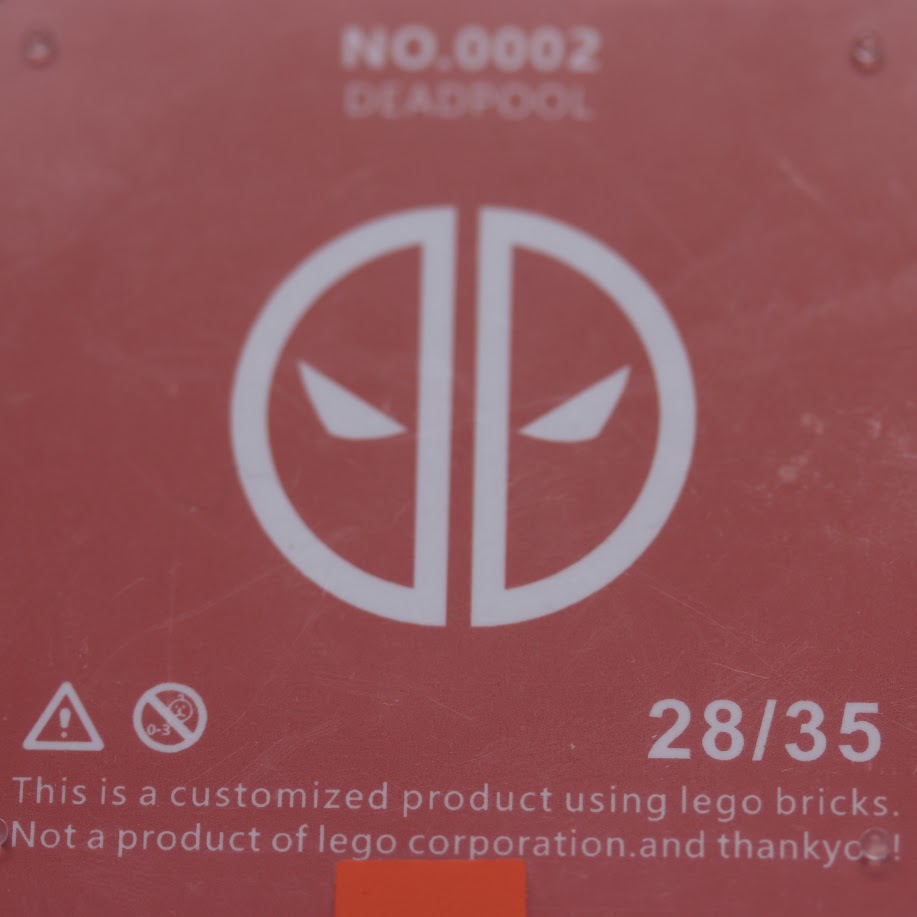 NO.0002
DEADPOOL
0-3
28/35
This is a customized product using lego bricks.
Not a product of lego corporation.and thankyou!